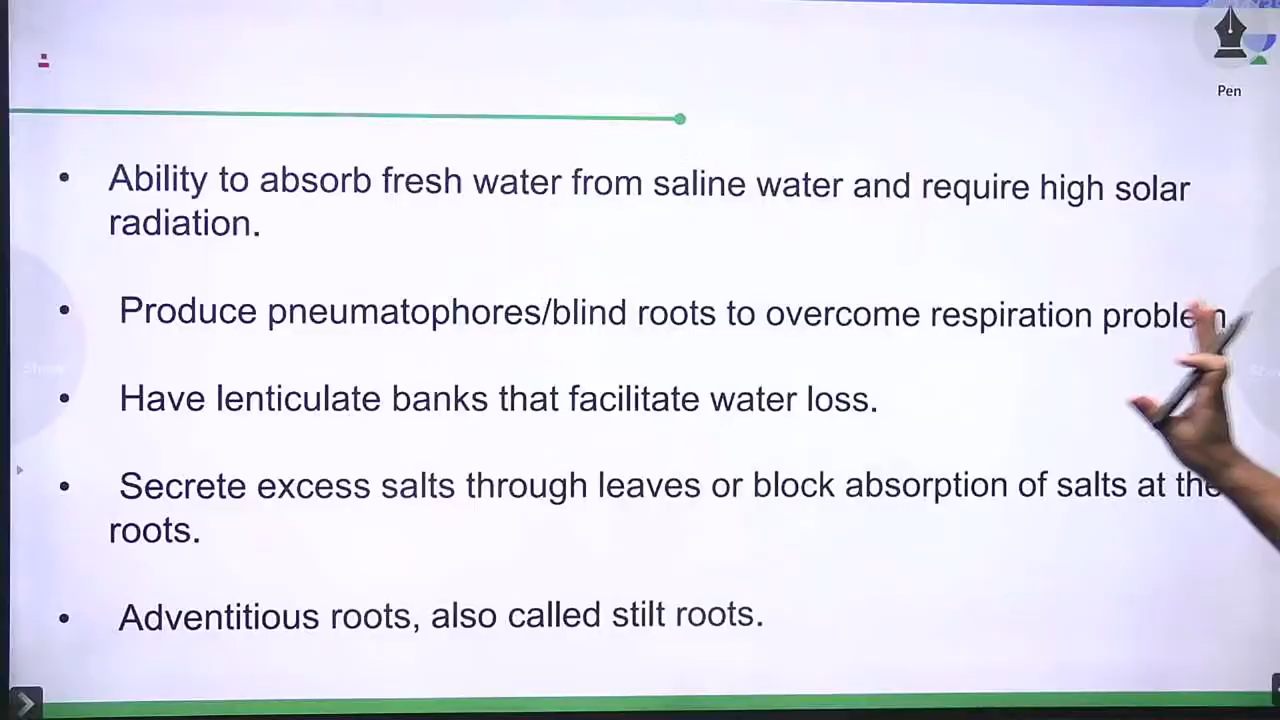 Pen
• Ability to absorb fresh water from saline water and require high solar
radiation.
• Produce pneumatophores/blind roots to overcome respiration
• Have lenticulate banks that facilitate water loss.
• Secrete excess salts through leaves or block absorption of salts at the
roots.
• Adventitious roots, also called stilt roots.